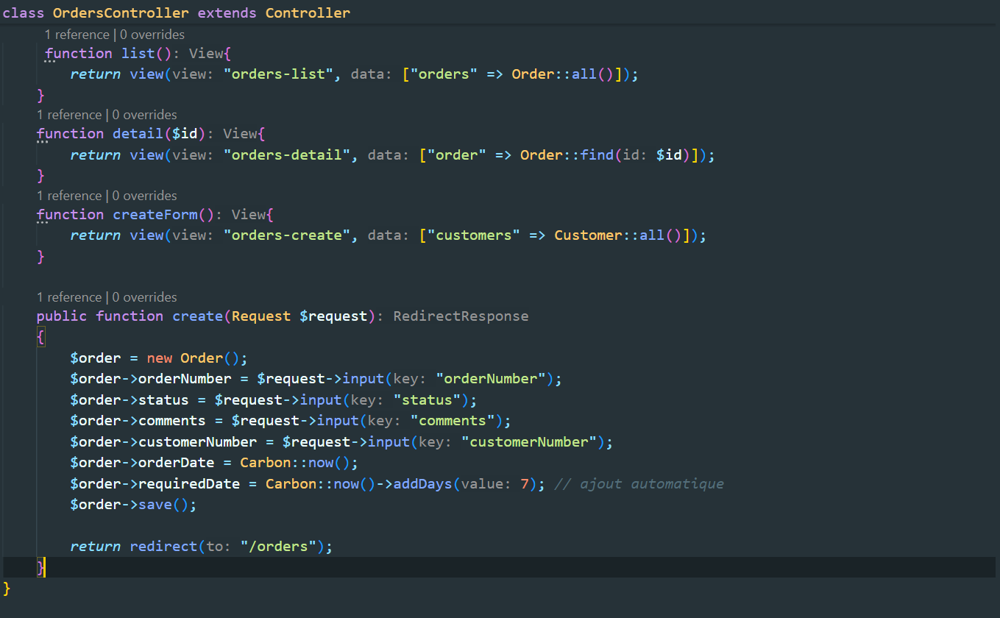 class OrdersController extends Controller
1 reference | 0 overrides
function list(): View{
return view(view: "orders-list", data: ["orders" => Order::all()]);
}
1 reference | 0 overrides
function detail($id): View{
return view(view: "orders-detail", data: ["order" => Order::find(id: $id)]);
}
1 reference | 0 overrides
function createForm(): View{
return view(view: "orders-create", data: ["customers" => Customer::all()]);
}
1 reference | 0 overrides
public function create(Request $request): RedirectResponse
{
$order = new Order();
$order->orderNumber = $request->input(key: "orderNumber");
$order->status = $request->input(key: "status");
$order->comments = $request->input(key: "comments");
$order->customerNumber = $request->input(key: "customerNumber");
$order->orderDate = Carbon::now();
$order->requiredDate = Carbon::now()->addDays(value: 7); // ajout automatique
$order->save();
return redirect(to: "/orders");
}
}